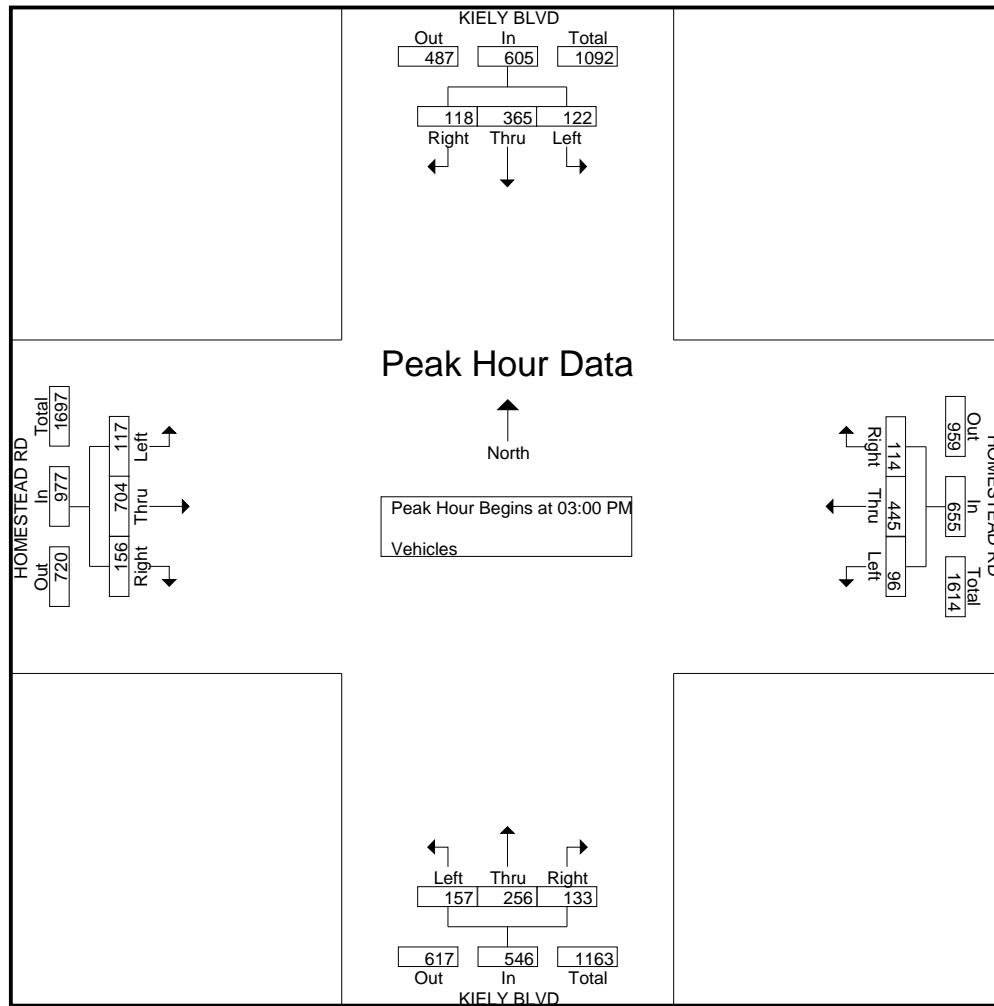 KIELY BLVD
Out In Total
487 605 1092
118 365 122
Right Thru Left
Peak Hour Data
North
Peak Hour Begins at 03:00 PM
Vehicles
HOMESTEAD RD
Total In Out
1697 977 720
117 704 156
Left Thru Right
HOMESTEAD RD
Out In Total
959 655 1614
114 445 96
Right Thru Left
Left Thru Right
157 256 133
617 546 1163
Out In Total
KIELY BLVD